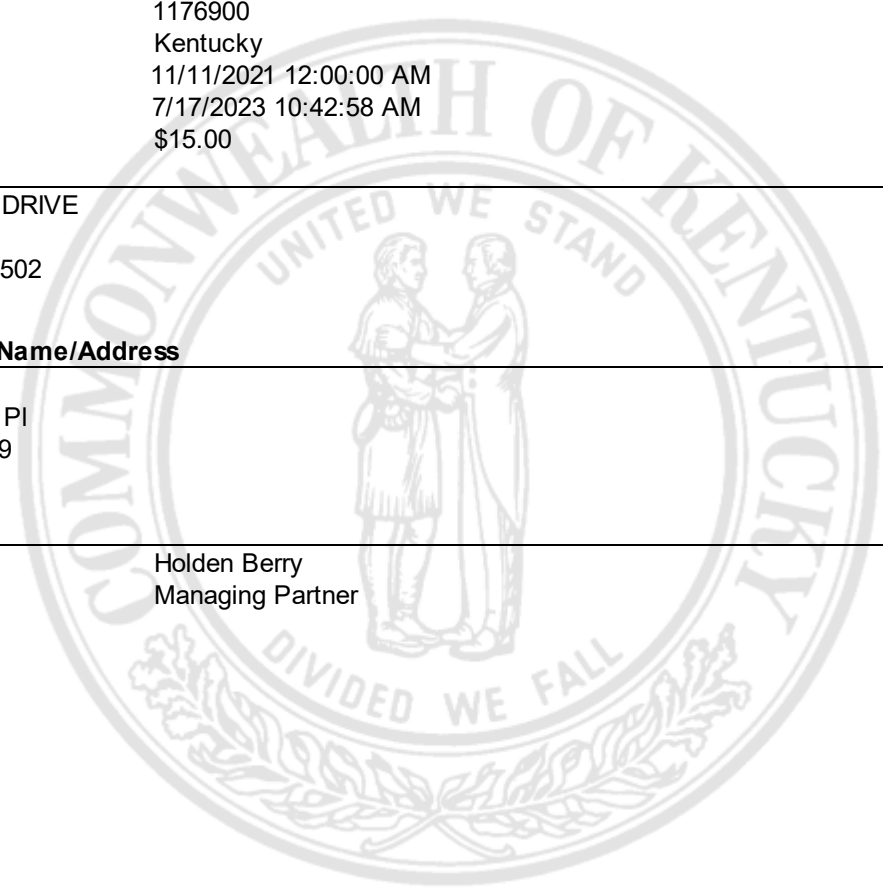 1176900
Kentucky
11/11/2021 12:00:00 AM
7/17/2023 10:42:58 AM
$15.00
DRIVE
502
Name/Address
Pl
9
Holden Berry
Managing Partner
COMMONWEALTH OF KENTUCKY
UNITED WE STAND
DIVIDED WE FALL